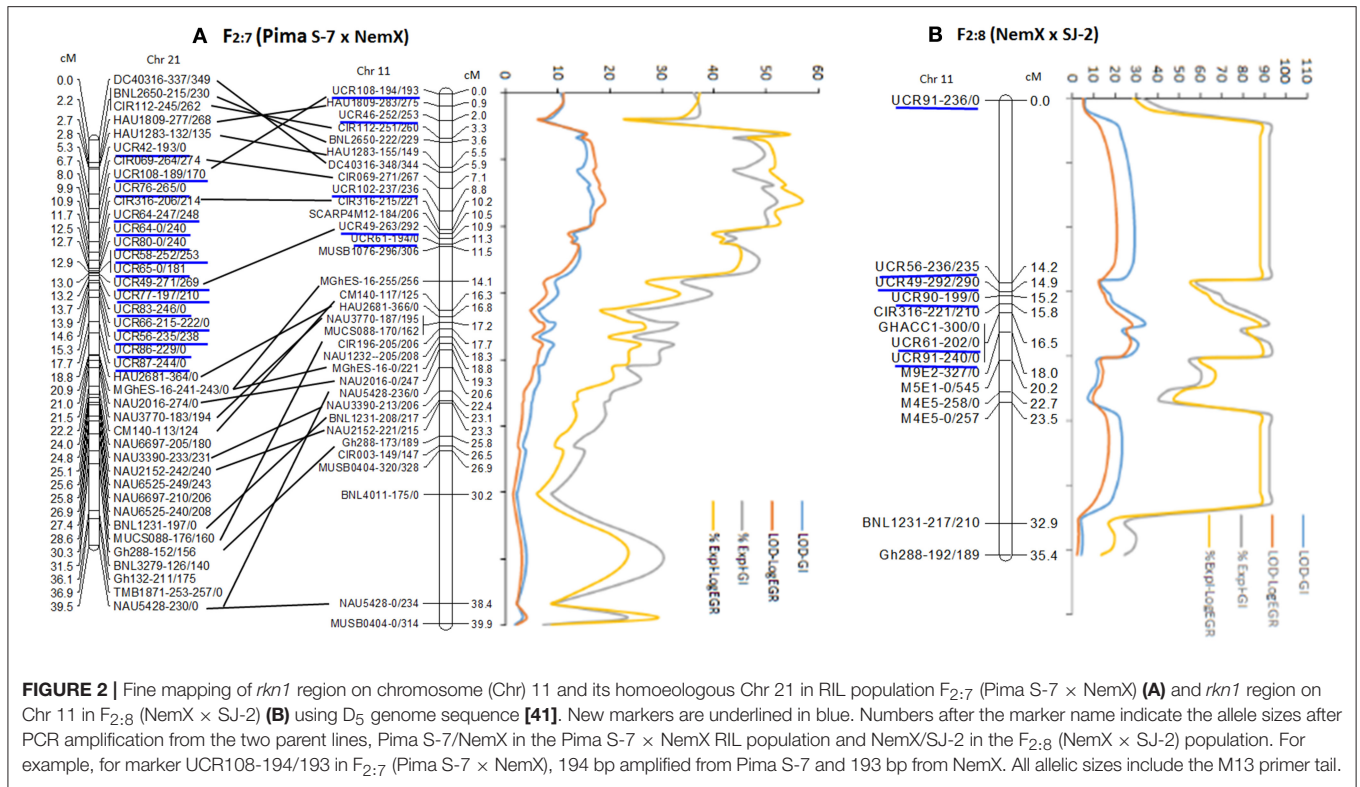 A F2:7 (Pima S-7 x NemX)
B F2:8 (NemX x SJ-2)
cM
Chr 21
0.0
2.2
2.7
2.8
5.3
6.7
8.0
9.9
10.9
11.7
12.5
12.7
12.9
13.0
13.2
13.7
13.9
14.6
15.3
17.7
18.8
20.9
21.0
21.5
22.2
24.0
24.8
25.1
25.6
25.8
26.9
27.4
28.6
30.3
31.5
36.1
36.9
39.5
DC40316-337/349
BNL2650-215/230
CIR112-245/262
HAU1809-277/268
HAU1283-132/135
UCR42-193/0
CIR069-264/274
UCR108-189/170
UCR76-265/0
CIR316-206/214
UCR64-247/248
UCR64-0/240
UCR80-0/240
UCR58-252/253
UCR65-0/181
UCR49-271/269
UCR77-197/210
UCR83-246/0
UCR66-215-222/0
UCR56-235/238
UCR86-229/0
UCR87-244/0
HAU2681-364/0
MGhES-16-241-243/0
NAU2016-274/0
NAU3770-183/194
CM140-113/124
NAU6697-205/180
NAU3390-233/231
NAU2152-242/240
NAU6525-249/243
NAU6697-210/206
NAU6525-240/208
BNL1231-197/0
MUCS088-176/160
Gh288-152/156
BNL3279-126/140
Gh132-211/175
TMB1871-253-257/0
NAU5428-230/0
Chr 11
cM
UCR108-194/193
HAU1809-283/275
UCR46-252/253
CIR112-251/260
BNL2650-222/229
HAU1283-155/149
DC40316-348/344
CIR069-271/267
UCR102-237/236
CIR316-215/221
SCARP4M12-184/206
UCR49-263/292
UCR61-194/0
MUSB1076-296/306
MGhES-16-255/256
CM140-117/125
HAU2681-366/0
NAU3770-187/195
MUCS088-170/162
CIR196-205/206
NAU1232--205/208
MGhES-16-0/221
NAU2016-0/247
NAU5428-236/0
NAU3390-213/206
BNL1231-208/217
NAU2152-221/215
Gh288-173/189
CIR003-149/147
MUSB0404-320/328
BNL4011-175/0
NAU5428-0/234
MUSB0404-0/314
0.0
0.9
2.0
3.3
3.6
5.5
5.9
7.1
8.8
10.2
10.5
10.9
11.3
11.5
14.1
16.3
16.8
17.2
17.7
18.3
18.8
19.3
20.6
22.4
23.1
23.3
25.8
26.5
26.9
30.2
38.4
39.9
0 10 20 30 40 50 60
% Expl-LogEGR
% Expl-GI
LOD-LogEGR
LOD-GI
Chr 11
cM
UCR91-236/0
UCR56-236/235
UCR49-292/290
UCR90-199/0
CIR316-221/210
GHACC1-300/0
UCR61-202/0
UCR91-240/0
M9E2-327/0
M5E1-0/545
M4E5-258/0
M4E5-0/257
BNL1231-217/210
Gh288-192/189
0.0
14.2
14.9
15.2
15.8
16.5
18.0
20.2
22.7
23.5
32.9
35.4
0 10 20 30 40 50 60 70 80 90 100 110
%Expl-LogEGR
% Expl-GI
LOD-LogEGR
LOD-GI
FIGURE 2 | Fine mapping of rkn1 region on chromosome (Chr) 11 and its homoeologous Chr 21 in RIL population F2:7 (Pima S-7 × NemX) (A) and rkn1 region on
Chr 11 in F2:8 (NemX × SJ-2) (B) using D5 genome sequence [41]. New markers are underlined in blue. Numbers after the marker name indicate the allele sizes after
PCR amplification from the two parent lines, Pima S-7/NemX in the Pima S-7 × NemX RIL population and NemX/SJ-2 in the F2:8 (NemX × SJ-2) population. For
example, for marker UCR108-194/193 in F2:7 (Pima S-7 × NemX), 194 bp amplified from Pima S-7 and 193 bp from NemX. All allelic sizes include the M13 primer tail.